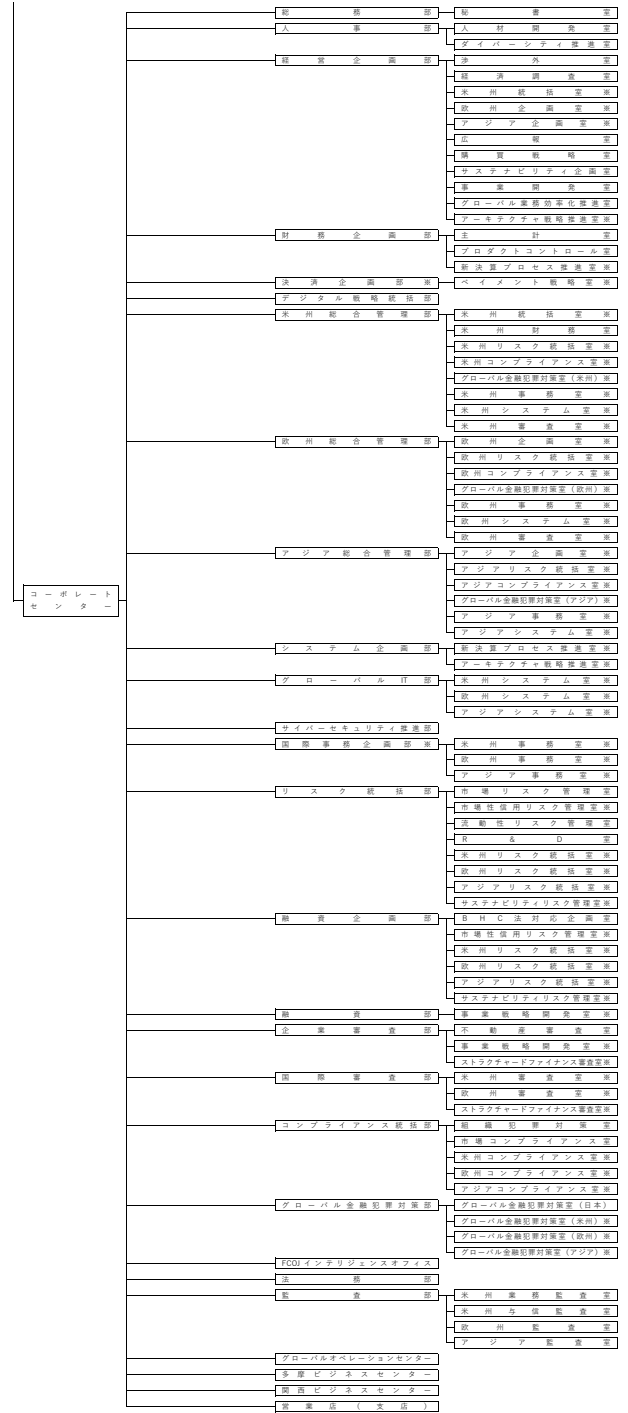 総務部
秘書室
人事部
人材開発室
ダイバーシティ推進室
経営企画部
渉外室
経済調査室
米州統括室※
欧州企画室※
アジア企画室※
広報室
購買戦略室
サステナビリティ企画室
事業開発室
グローバル業務効率化推進室
アーキテクチャ戦略推進室※
財務企画部
主計室
プロダクトコントロール室
新決算プロセス推進室※
決済企画部※
ペイメント戦略室※
デジタル戦略統括部
米州総合管理部
米州統括室※
米州財務室
米州リスク統括室※
米州コンプライアンス室※
グローバル金融犯罪対策室（米州）※
米州事務室※
米州システム室※
米州審査室※
欧州総合管理部
欧州企画室※
欧州リスク統括室※
欧州コンプライアンス室※
グローバル金融犯罪対策室（欧州）※
欧州事務室※
欧州システム室※
欧州審査室※
アジア総合管理部
アジア企画室※
アジアリスク統括室※
アジアコンプライアンス室※
コーポレート
センター
グローバル金融犯罪対策室（アジア）※
アジア事務室※
アジアシステム室※
システム企画部
新決算プロセス推進室※
アーキテクチャ戦略推進室※
グローバルIT部
米州システム室※
欧州システム室※
アジアシステム室※
サイバーセキュリティ推進部
国際事務企画部※
米州事務室※
欧州事務室※
アジア事務室※
リスク統括部
市場リスク管理室
市場性信用リスク管理室※
流動性リスク管理室
R&D室
米州リスク統括室※
欧州リスク統括室※
アジアリスク統括室※
サステナビリティリスク管理室※
融資企画部
BHC法対応企画室
市場性信用リスク管理室※
米州リスク統括室※
欧州リスク統括室※
アジアリスク統括室※
サステナビリティリスク管理室※
融資部
事業戦略開発室※
企業審査部
不動産審査室
事業戦略開発室※
ストラクチャードファイナンス審査室※
国際審査部
米州審査室※
欧州審査室※
ストラクチャードファイナンス審査室※
コンプライアンス統括部
組織犯罪対策室
市場コンプライアンス室
米州コンプライアンス室※
欧州コンプライアンス室※
アジアコンプライアンス室※
グローバル金融犯罪対策部
グローバル金融犯罪対策室（日本）
グローバル金融犯罪対策室（米州）※
グローバル金融犯罪対策室（欧州）※
グローバル金融犯罪対策室（アジア）※
FCOJインテリジェンスオフィス
法務部
監査部
米州業務監査室
米州与信監査室
欧州監査室
アジア監査室
グローバルオペレーションセンター
多摩ビジネスセンター
関西ビジネスセンター
営業店（支店）